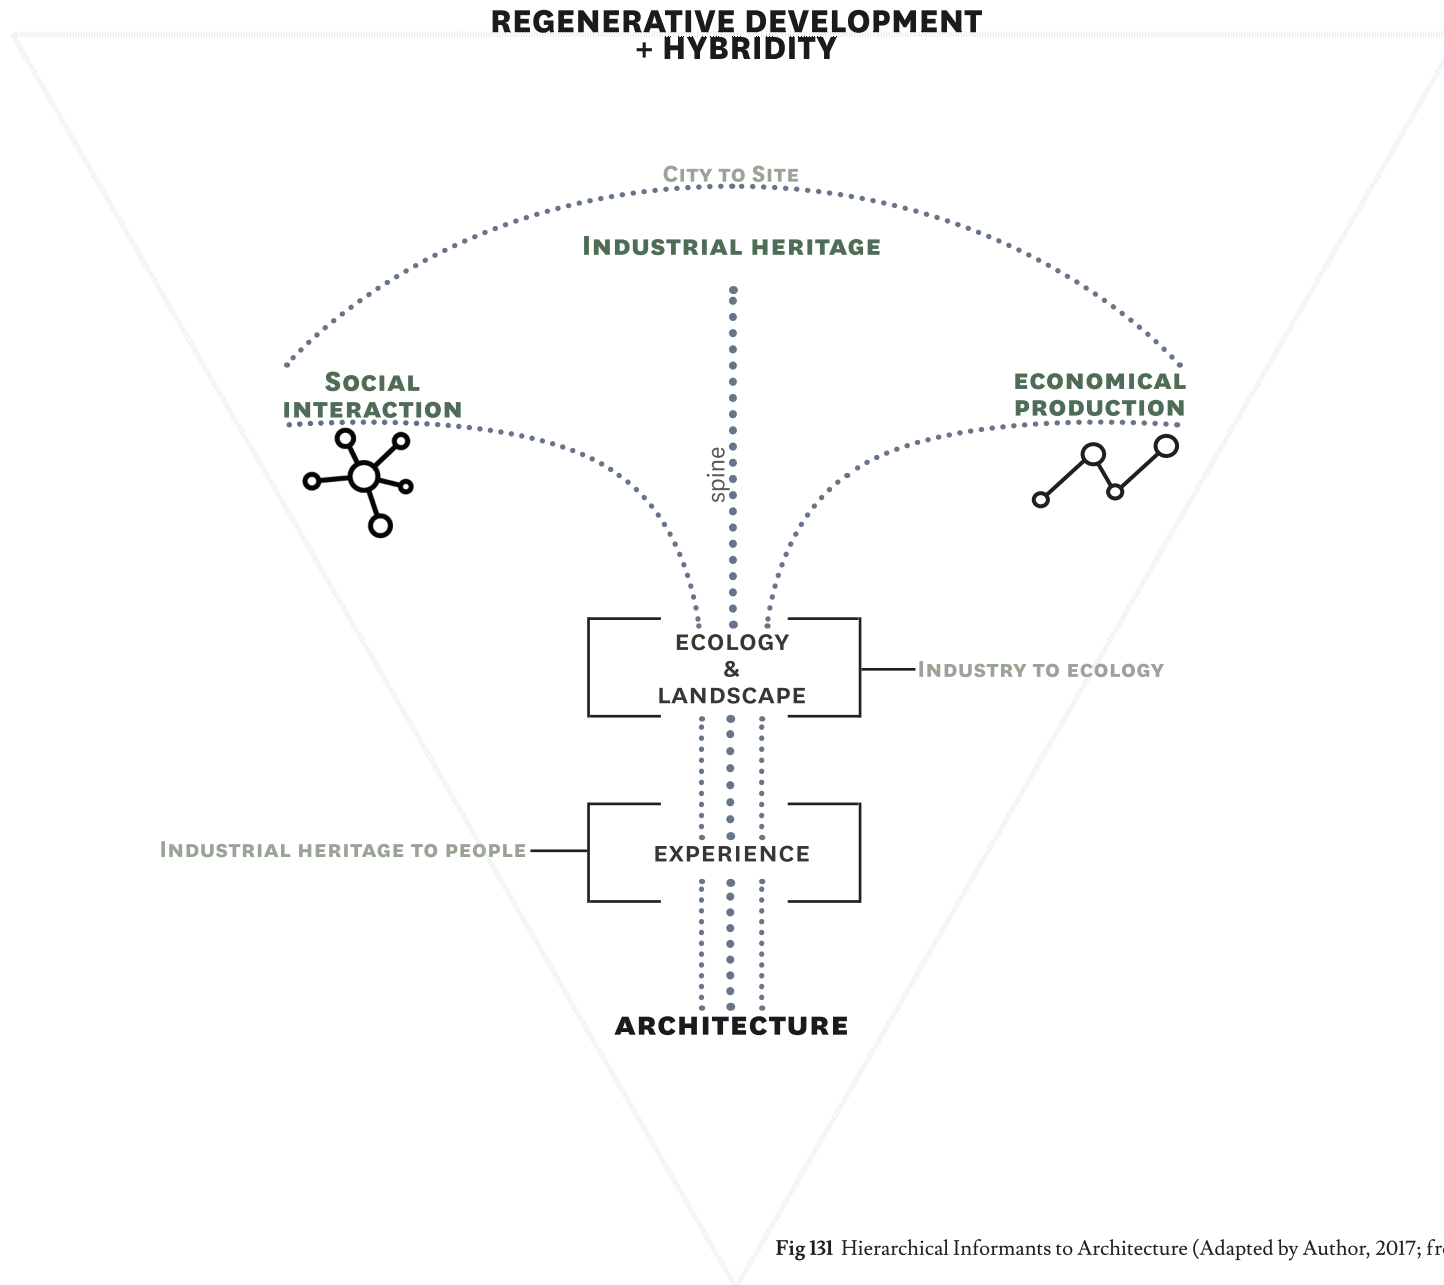 REGENERATIVE DEVELOPMENT
+ HYBRIDITY
CITY TO SITE
INDUSTRIAL HERITAGE
SOCIAL
INTERACTION
ECONOMICAL
PRODUCTION
spine
ECOLOGY
&
LANDSCAPE
INDUSTRY TO ECOLOGY
INDUSTRIAL HERITAGE TO PEOPLE
EXPERIENCE
ARCHITECTURE
Fig 131 Hierarchical Informants to Architecture (Adapted by Author, 2017;